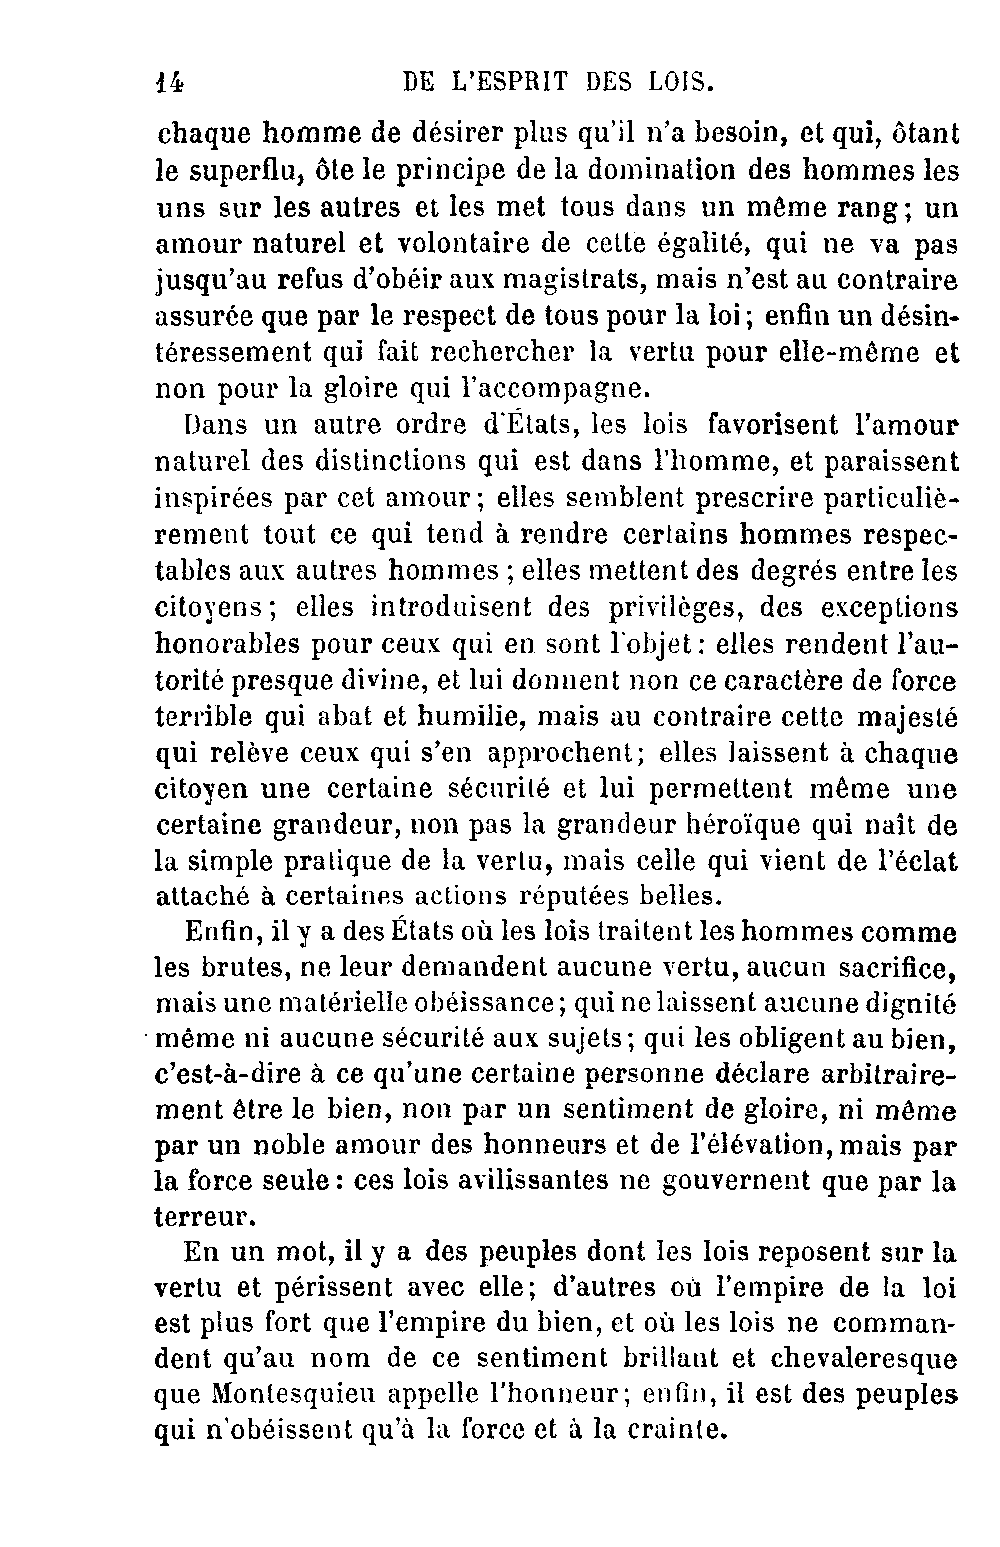 14 DE L'ESPRIT DES LOIS.
chaque homme de désirer plus qu'il n'a besoin, et qui, ôtant
le superflu, ôte le principe de la domination des hommes les
uns sur les autres et les met tous dans un même rang; un
amour naturel et volontaire de cette égalité, qui ne va pas
jusqu'au refus d'obéir aux magistrats, mais n'est au contraire
assurée que par le respect de tous pour la loi; enfin un désin-
téressement qui fait rechercher la vertu pour elle-même et
non pour la gloire qui l'accompagne.
Dans un autre ordre d'États, les lois favorisent l'amour
naturel des distinctions qui est dans l'homme, et paraissent
inspirées par cet amour; elles semblent prescrire particuliè-
rement tout ce qui tend à rendre certains hommes respec-
tables aux autres hommes; elles mettent des degrés entre les
citoyens; elles introduisent des privilèges, des exceptions
honorables pour ceux qui en sont l'objet: elles rendent l'au-
torité presque divine, et lui donnent non ce caractère de force
terrible qui abat et humilie, mais au contraire cette majesté
qui relève ceux qui s'en approchent; elles laissent à chaque
citoyen une certaine sécurité et lui permettent même une
certaine grandeur, non pas la grandeur héroïque qui naît de
la simple pratique de la vertu, mais celle qui vient de l'éclat
attaché à certaines actions réputées belles.
Enfin, il y a des États où les lois traitent les hommes comme
les brutes, ne leur demandent aucune vertu, aucun sacrifice,
mais une matérielle obéissance; qui ne laissent aucune dignité
même ni aucune sécurité aux sujets; qui les obligent au bien,
c'est-à-dire à ce qu'une certaine personne déclare arbitraire-
ment être le bien, non par un sentiment de gloire, ni même
par un noble amour des honneurs et de l'élévation, mais par
la force seule: ces lois avilissantes ne gouvernent que par la
terreur.
En un mot, il y a des peuples dont les lois reposent sur la
vertu et périssent avec elle; d'autres où l'empire de la loi
est plus fort que l'empire du bien, et où les lois ne comman-
dent qu'au nom de ce sentiment brillant et chevaleresque
que Montesquieu appelle l'honneur; enfin, il est des peuples
qui n'obéissent qu'à la force et à la crainte.